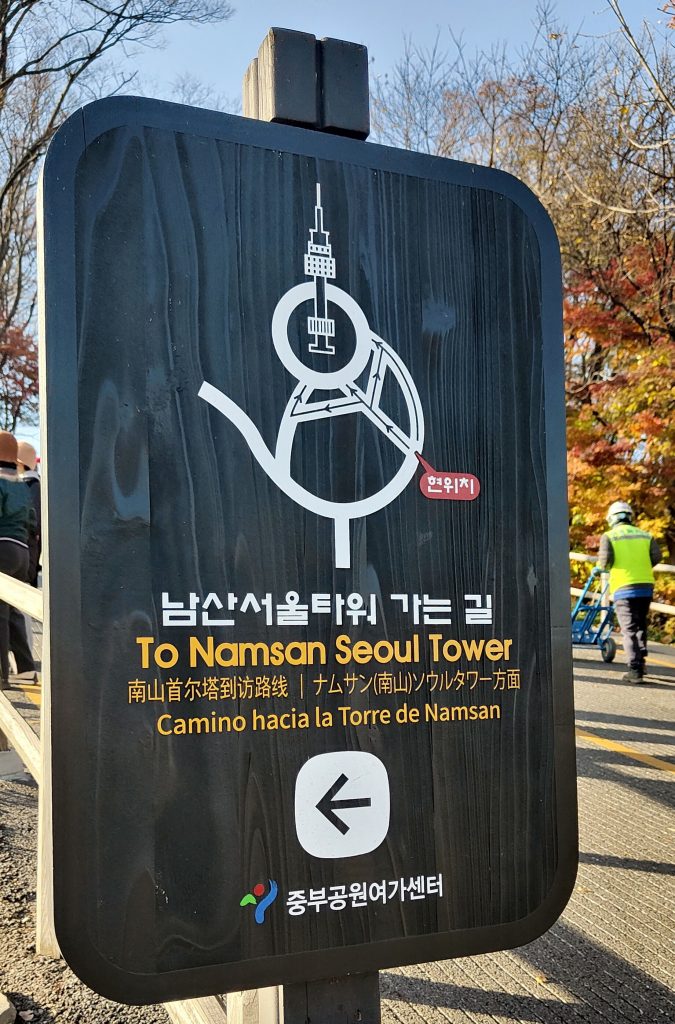 현위치
남산서울타워 가는 길
To Namsan Seoul Tower
南山首尔塔到访路线 | ナムサン(南山)ソウルタワー方面
Camino hacia la Torre de Namsan
중부공원여가센터